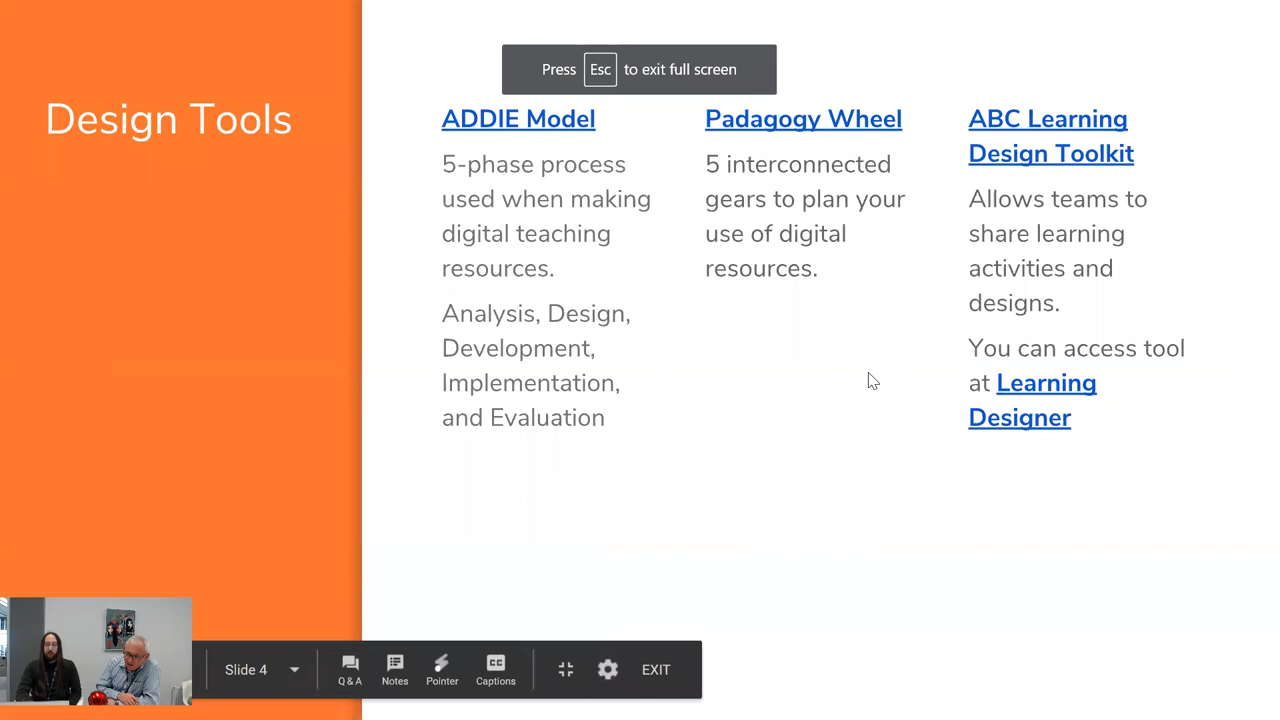 Press Esc to exit full screen
Design Tools
ADDIE Model
5-phase process
used when making
digital teaching
resources.
Analysis, Design,
Development,
Implementation,
and Evaluation
Padagogy Wheel
5 interconnected
gears to plan your
use of digital
resources.
ABC Learning
Design Toolkit
Allows teams to
share learning
activities and
designs.
You can access tool
at Learning
Designer
Slide 4
Q & A
Notes
Pointer
CC
Captions
EXIT